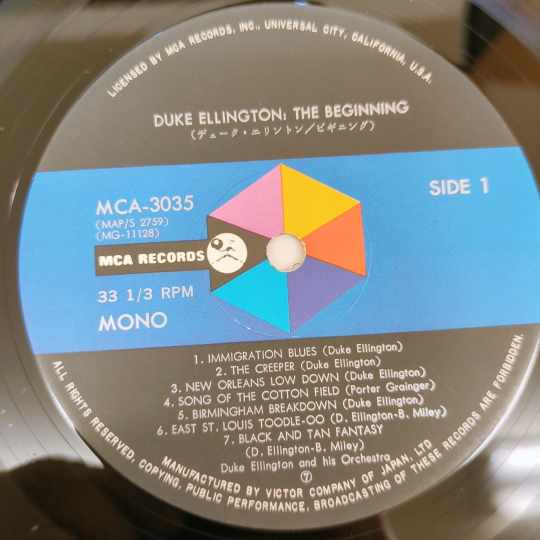 LICENSED BY MCA RECORDS, INC., UNIVERSAL CITY, CALIFORNIA, U.S.A.
DUKE ELLINGTON: THE BEGINNING
(デューク・エリントン/ビギニング)
MCA-3035
(MAP/S 2759)
(MG-11128)
SIDE 1
MCA RECORDS
33 1/3 RPM
MONO
1. IMMIGRATION BLUES (Duke Ellington)
2. THE CREEPER (Duke Ellington)
3. NEW ORLEANS LOW DOWN (Duke Ellington)
4. SONG OF THE COTTON FIELD (Porter Grainger)
5. BIRMINGHAM BREAKDOWN (Duke Ellington)
6. EAST ST. LOUIS TOODLE-OO (D. Ellington-B. Miley)
7. BLACK AND TAN FANTASY
(D. Ellington-B. Miley)
Duke Ellington and his Orchestra
⑦
MANUFACTURED BY VICTOR COMPANY OF JAPAN, LTD
ALL RIGHTS RESERVED, COPYING, PUBLIC PERFORMANCE, BROADCASTING OF THESE RECORDS ARE FORBIDDEN.